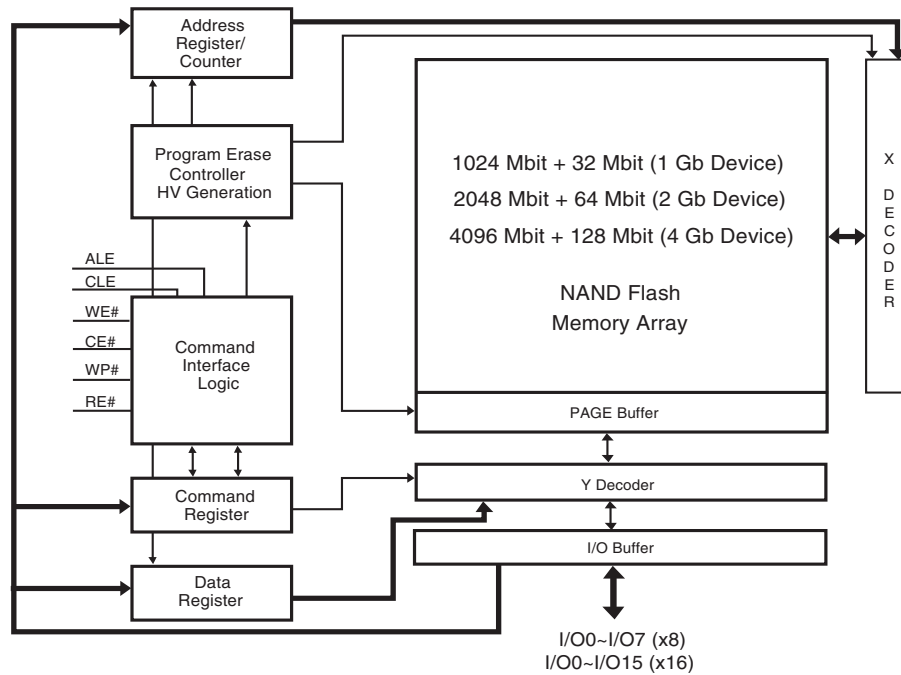 Address
Register/
Counter
Program Erase
Controller
HV Generation
ALE
CLE
WE#
CE#
WP#
RE#
Command
Interface
Logic
Command
Register
Data
Register
1024 Mbit + 32 Mbit (1 Gb Device)
2048 Mbit + 64 Mbit (2 Gb Device)
4096 Mbit + 128 Mbit (4 Gb Device)
NAND Flash
Memory Array
PAGE Buffer
Y Decoder
I/O Buffer
I/O0~I/O7 (x8)
I/O0~I/O15 (x16)
X DECODER